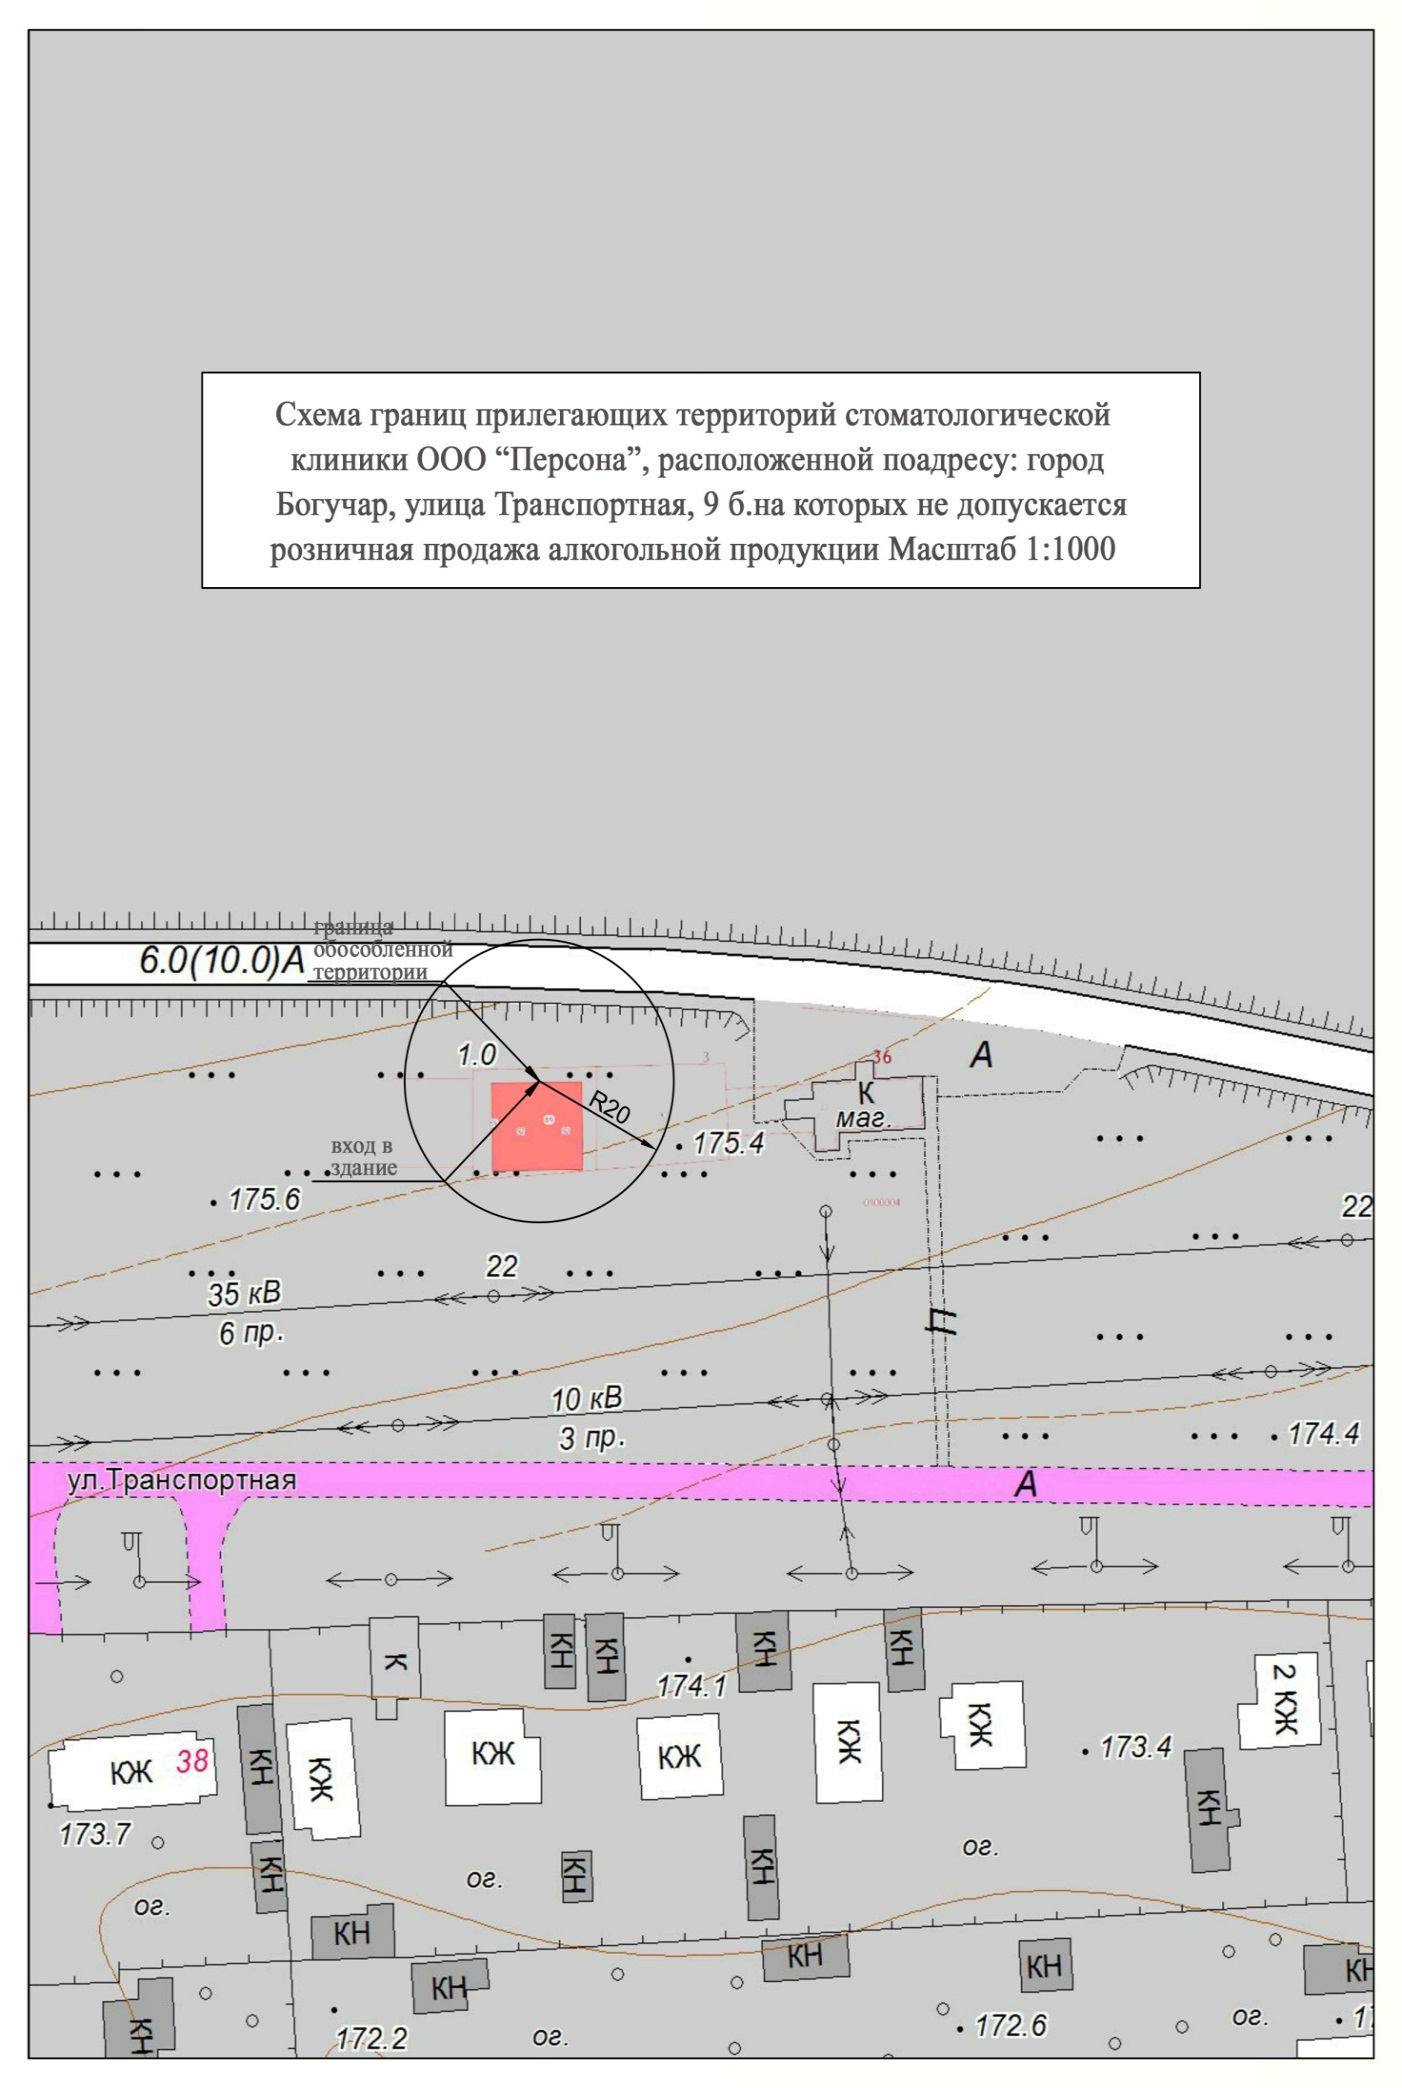 Схема границ прилегающих территорий стоматологической
клиники ООО “Персона”, расположенной поадресу: город
Богучар, улица Транспортная, 9 б.на которых не допускается
розничная продажа алкогольной продукции Масштаб 1:1000
граница
обособленной
территории
6.0(10.0)А
1.0
R20
3
36
А
К
маг.
175.4
вход в
здание
175.6
0100004
22
22
35 кВ
6 пр.
П
10 кВ
3 пр.
174.4
ул.Транспортная
А
К
КН
КН
КН
КН
174.1
КЖ
38
КН
КЖ
КЖ
КЖ
КЖ
КЖ
2 КЖ
173.4
173.7
КН
КН
КН
КН
ог.
ог.
ог.
КН
КН
КН
КН
КН
КН
172.2
ог.
172.6
ог.